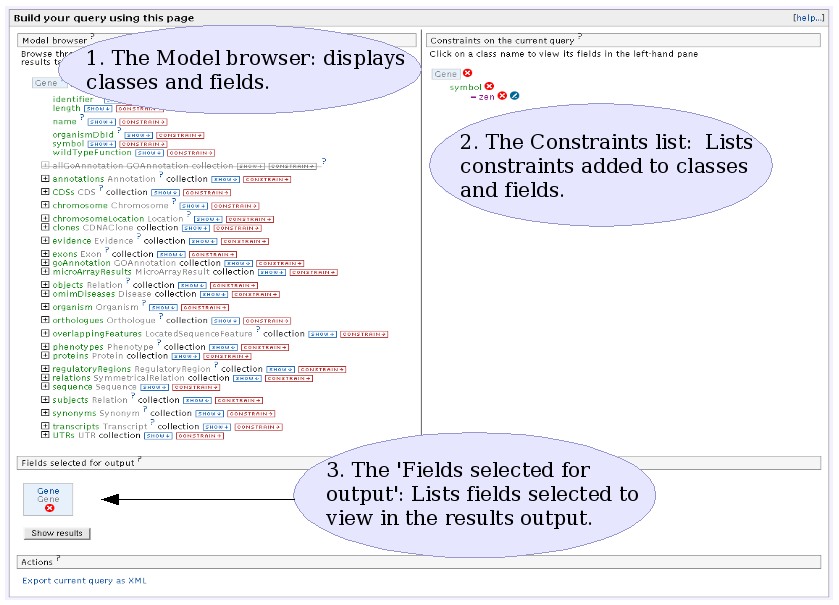 Build your query using this page
[help...]
Model browser ?
Browse thr
results ta
1. The Model browser: displays
classes and fields.
Gene
identifier
length SHOW CONSTRAIN
name ? SHOW CONSTRAIN
organismDbId ? SHOW CONSTRAIN
symbol SHOW CONSTRAIN
wildTypeFunction SHOW CONSTRAIN
allGoAnnotation GOAnnotation collection SHOW CONSTRAIN ?
annotations Annotation ? collection SHOW CONSTRAIN
CDSs CDS ? collection SHOW CONSTRAIN
chromosome Chromosome ? SHOW CONSTRAIN
chromosomeLocation Location ? SHOW CONSTRAIN
clones CDNAClone collection SHOW CONSTRAIN
evidence Evidence ? collection SHOW CONSTRAIN
exons Exon ? collection SHOW CONSTRAIN
goAnnotation GOAnnotation collection SHOW CONSTRAIN
microArrayResults MicroArrayResult collection SHOW CONSTRAIN
objects Relation ? collection SHOW CONSTRAIN
omimDiseases Disease collection SHOW CONSTRAIN
organism Organism ? SHOW CONSTRAIN
orthologues Orthologue ? collection SHOW CONSTRAIN
overlappingFeatures LocatedSequenceFeature ? collection SHOW CONSTRAIN
phenotypes Phenotype ? collection SHOW CONSTRAIN
proteins Protein collection SHOW CONSTRAIN
regulatoryRegions RegulatoryRegion ? collection SHOW CONSTRAIN
relations SymmetricalRelation collection SHOW CONSTRAIN
sequence Sequence SHOW CONSTRAIN
subjects Relation ? collection SHOW CONSTRAIN
synonyms Synonym ? collection SHOW CONSTRAIN
transcripts Transcript ? collection SHOW CONSTRAIN
UTRs UTR collection SHOW CONSTRAIN
Constraints on the current query ?
Click on a class name to view its fields in the left-hand pane
Gene
symbol
= zen
2. The Constraints list: Lists
constraints added to classes
and fields.
Fields selected for output ?
Gene
Gene
3. The 'Fields selected for
output': Lists fields selected to
view in the results output.
Show results
Actions ?
Export current query as XML